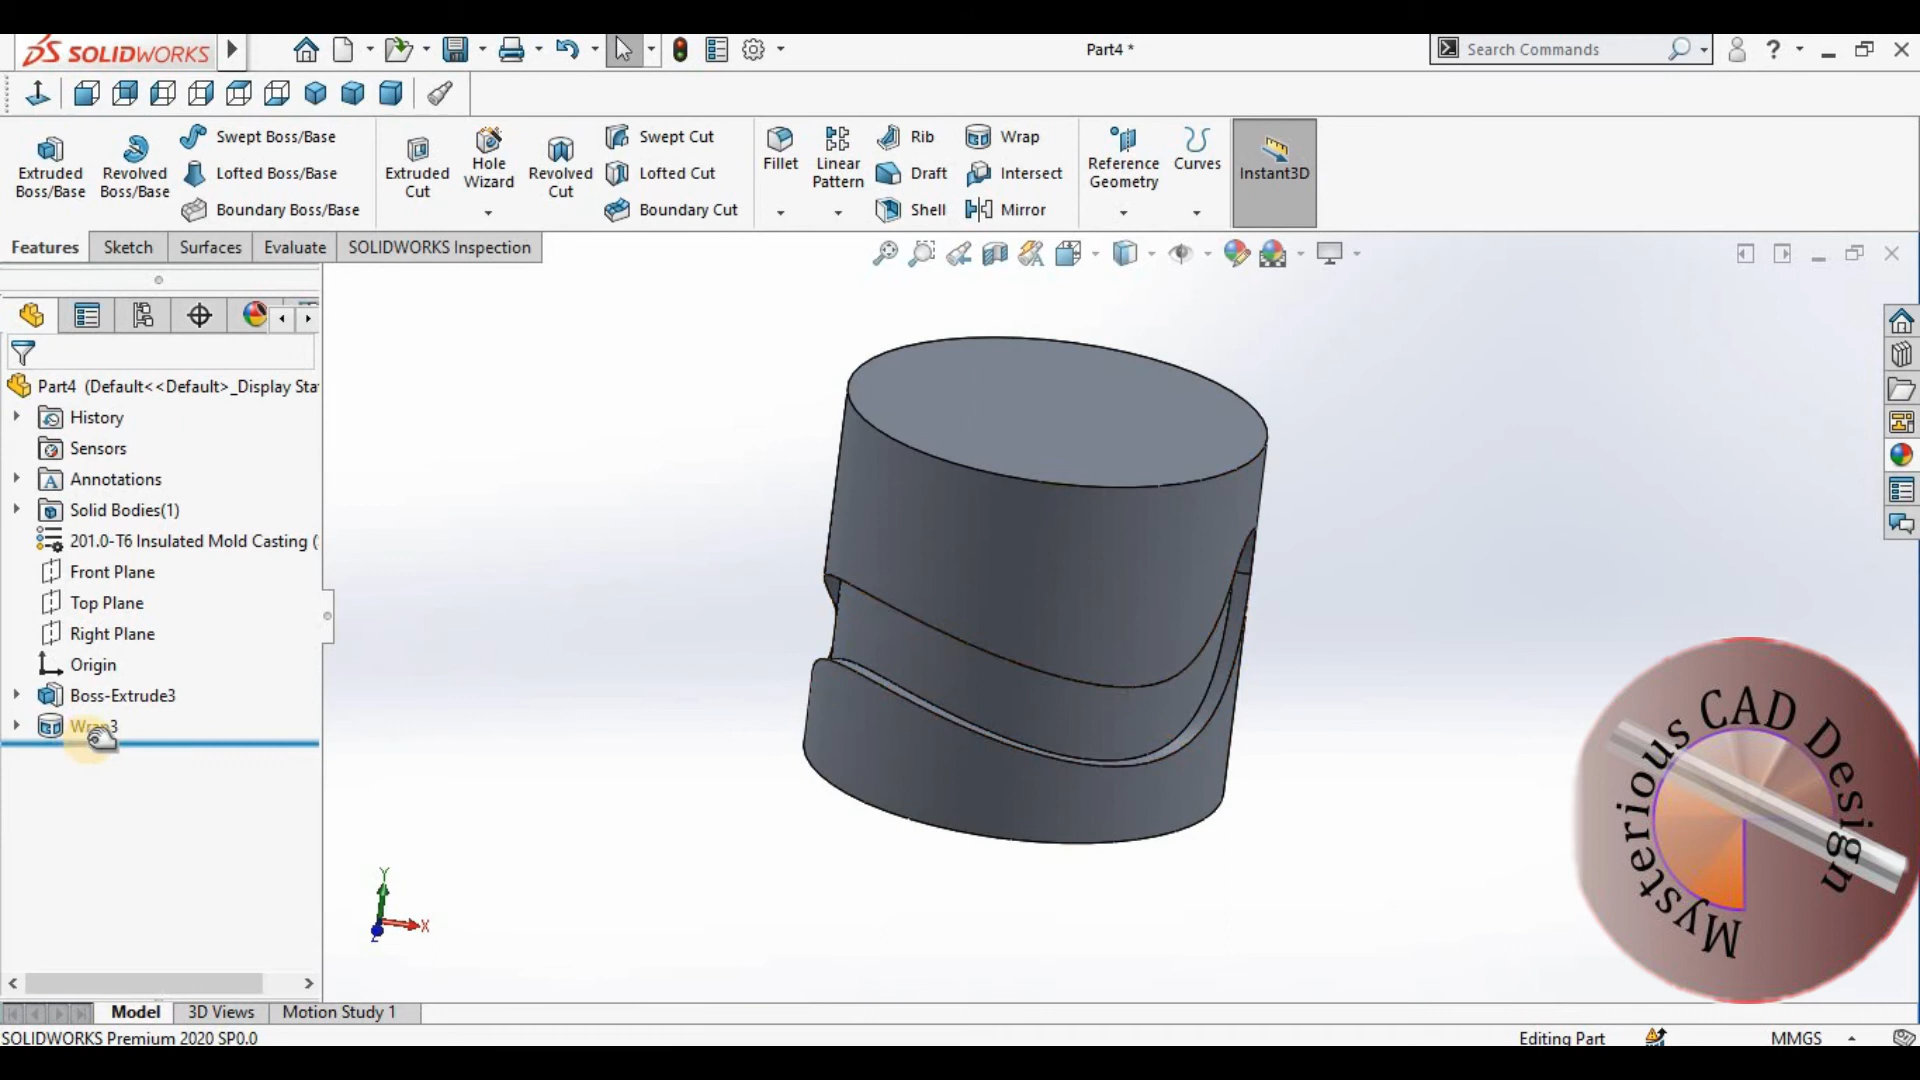 SOLIDWORKS
Part4 *
Search Commands
?
Extruded Boss/Base
Revolved Boss/Base
Swept Boss/Base
Lofted Boss/Base
Boundary Boss/Base
Extruded Cut
Hole Wizard
Revolved Cut
Swept Cut
Lofted Cut
Boundary Cut
Fillet
Linear Pattern
Rib
Draft
Shell
Wrap
Intersect
Mirror
Reference Geometry
Curves
Instant3D
Features
Sketch
Surfaces
Evaluate
SOLIDWORKS Inspection
Part4 (Default<<Default>_Display Sta
History
Sensors
Annotations
Solid Bodies(1)
201.0-T6 Insulated Mold Casting (
Front Plane
Top Plane
Right Plane
Origin
Boss-Extrude3
Wrap3
Y
X
Z
Mysterious CAD Design
Model
3D Views
Motion Study 1
SOLIDWORKS Premium 2020 SP0.0
Editing Part
MMGS